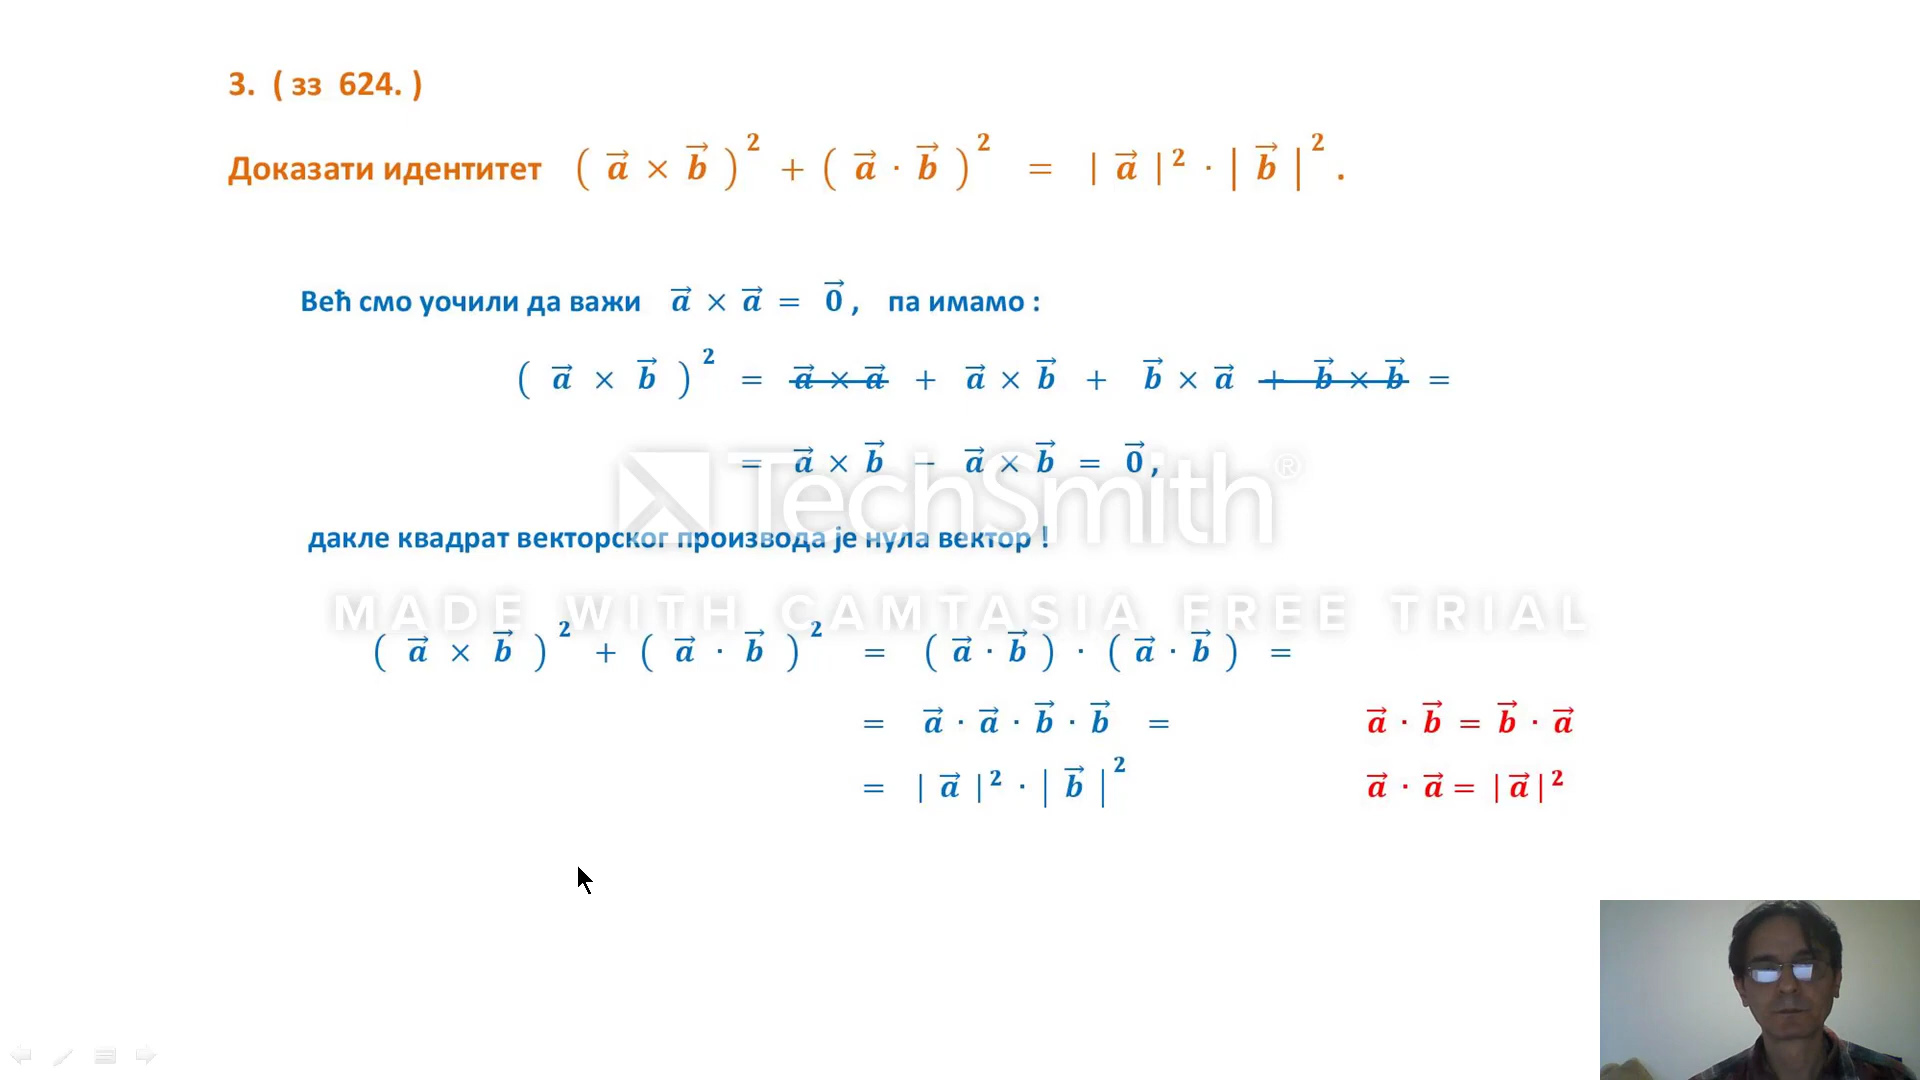 3. ( зз 624. )
Доказати идентитет ( a⃗ × b⃗ )² + ( a⃗ · b⃗ )² = | a⃗ |² · | b⃗ |² .
Већ смо уочили да важи a⃗ × a⃗ = 0⃗ , па имамо :
( a⃗ × b⃗ )² = a⃗ × a⃗ + a⃗ × b⃗ + b⃗ × a⃗ + b⃗ × b⃗ =
= a⃗ × b⃗ − a⃗ × b⃗ = 0⃗ ,
TechSmith®
дакле квадрат векторског производа је нула вектор !
MADE WITH CAMTASIA FREE TRIAL
( a⃗ × b⃗ )² + ( a⃗ · b⃗ )² = ( a⃗ · b⃗ ) · ( a⃗ · b⃗ ) =
= a⃗ · a⃗ · b⃗ · b⃗ =
a⃗ · b⃗ = b⃗ · a⃗
= | a⃗ |² · | b⃗ |²
a⃗ · a⃗ = | a⃗ |²